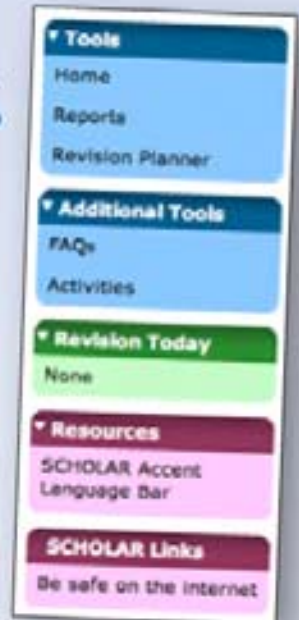 Tools
Home
Reports
Revision Planner
Additional Tools
FAQs
Activities
Revision Today
None
Resources
SCHOLAR Accent
Language Bar
SCHOLAR Links
Be safe on the internet